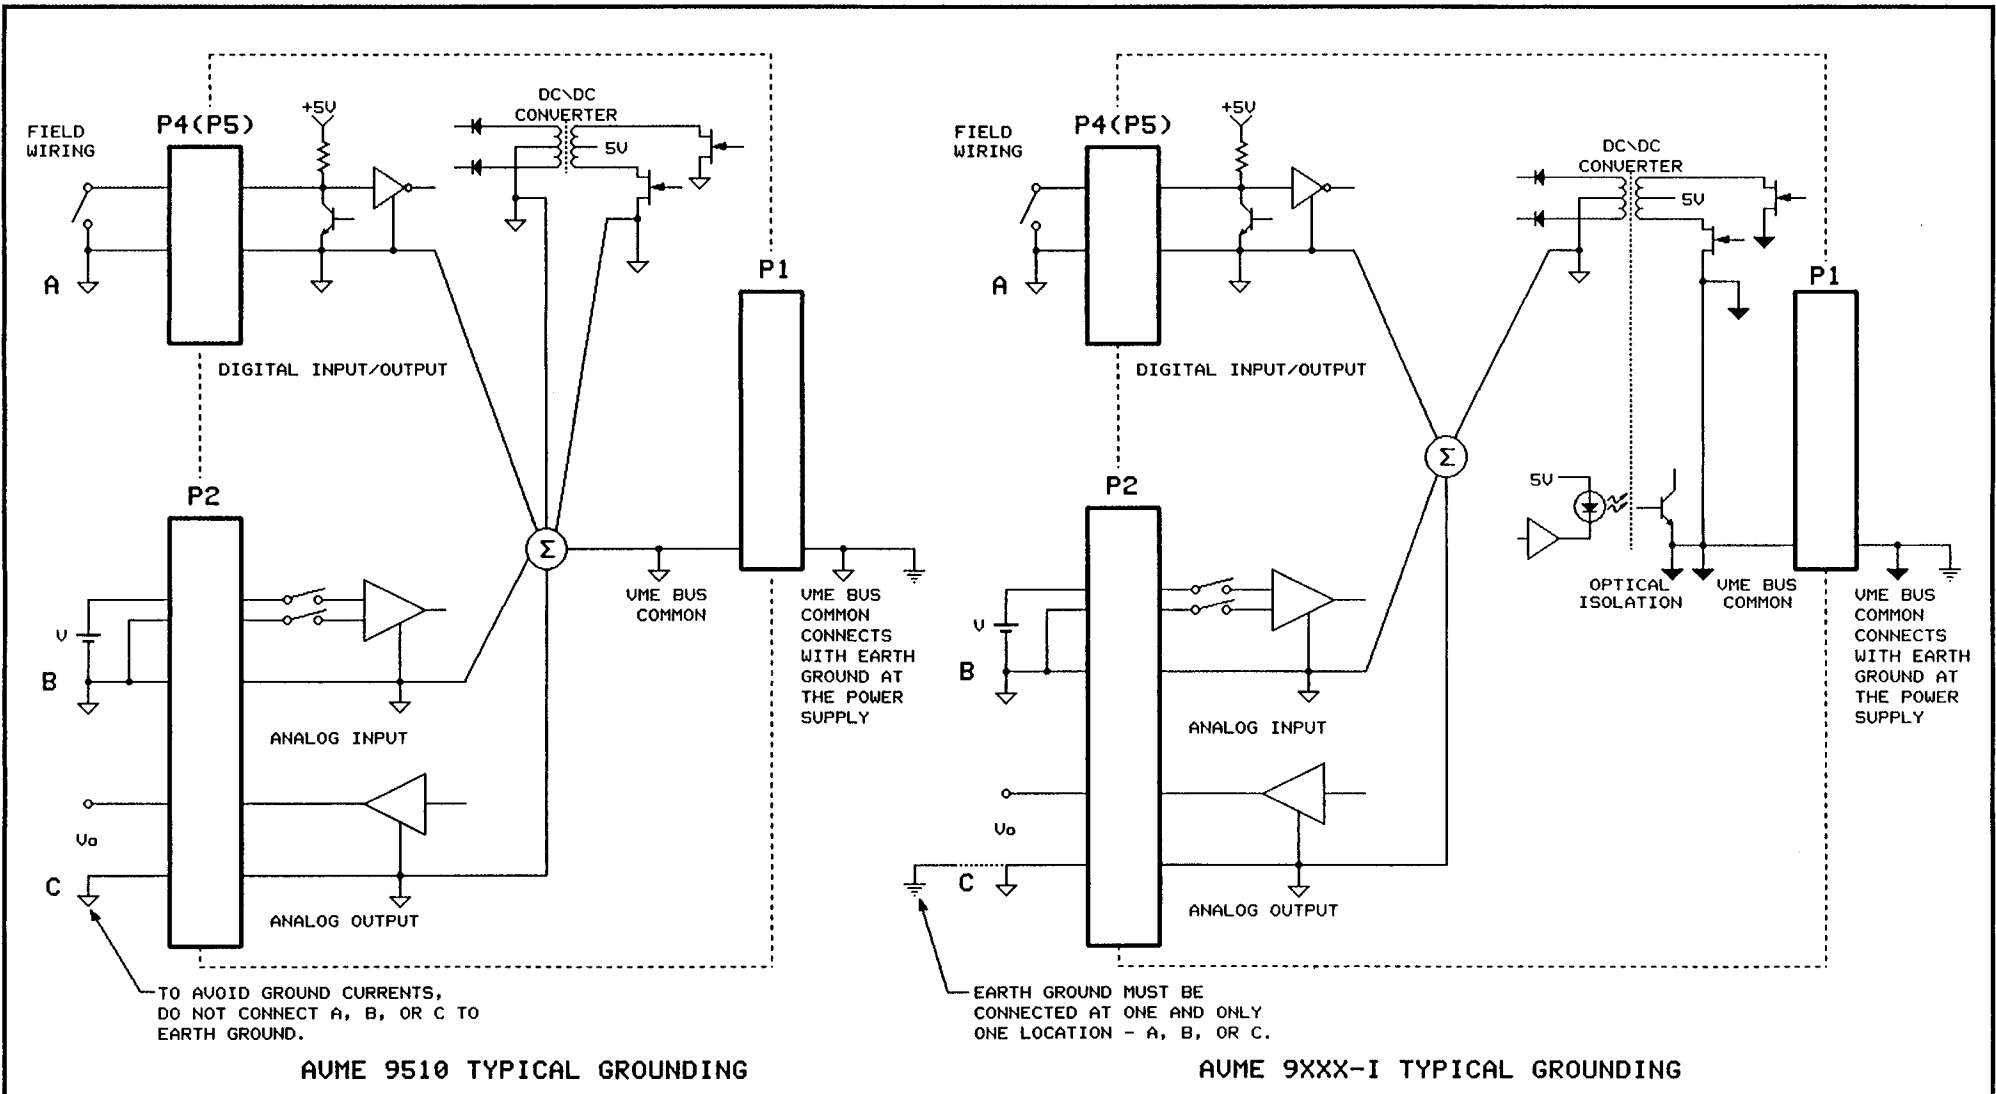 DC\DC
CONVERTER
+5V
P4(P5)
FIELD
WIRING
5V
P1
A
DIGITAL INPUT/OUTPUT
P2
Σ
VME BUS
COMMON
VME BUS
COMMON
CONNECTS
WITH EARTH
GROUND AT
THE POWER
SUPPLY
V
B
ANALOG INPUT
Vo
C
ANALOG OUTPUT
TO AVOID GROUND CURRENTS,
DO NOT CONNECT A, B, OR C TO
EARTH GROUND.
AVME 9510 TYPICAL GROUNDING
+5V
P4(P5)
FIELD
WIRING
DC\DC
CONVERTER
5V
P1
A
DIGITAL INPUT/OUTPUT
Σ
P2
5V
OPTICAL
ISOLATION
VME BUS
COMMON
VME BUS
COMMON
CONNECTS
WITH EARTH
GROUND AT
THE POWER
SUPPLY
V
B
ANALOG INPUT
Vo
C
ANALOG OUTPUT
EARTH GROUND MUST BE
CONNECTED AT ONE AND ONLY
ONE LOCATION - A, B, OR C.
AVME 9XXX-I TYPICAL GROUNDING